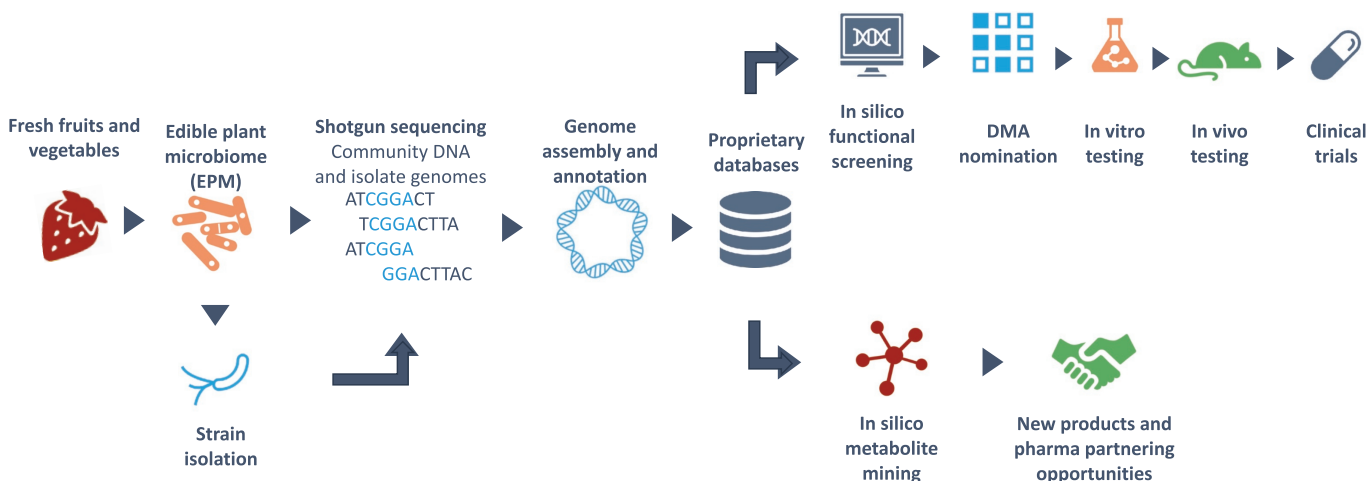 Fresh fruits and
vegetables
Edible plant
microbiome
(EPM)
Shotgun sequencing
Community DNA
and isolate genomes
ATCGGACT
TCGGACTTA
ATCGGA
GGACTTAC
Genome
assembly and
annotation
Proprietary
databases
In silico
functional
screening
DMA
nomination
In vitro
testing
In vivo
testing
Clinical
trials
Strain
isolation
In silico
metabolite
mining
New products and
pharma partnering
opportunities